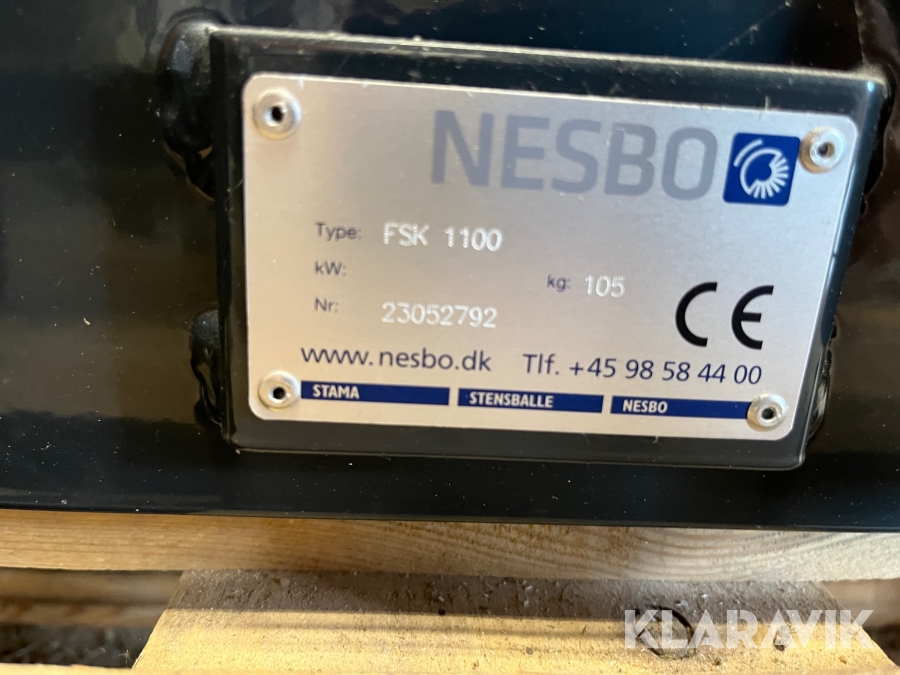 NESBO
Type: FSK 1100
kW:
kg: 105
Nr: 23052792
CE
www.nesbo.dk Tlf. +45 98 58 44 00
STAMA STENSBALLE NESBO
KLARAVIK